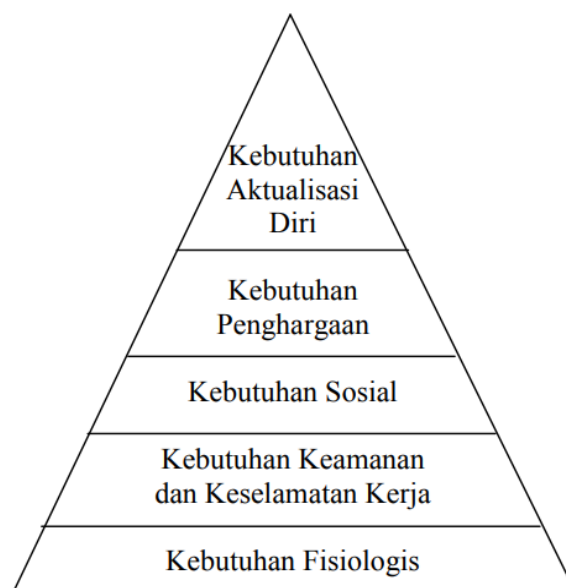 Kebutuhan
Aktualisasi
Diri
Kebutuhan
Penghargaan
Kebutuhan Sosial
Kebutuhan Keamanan
dan Keselamatan Kerja
Kebutuhan Fisiologis